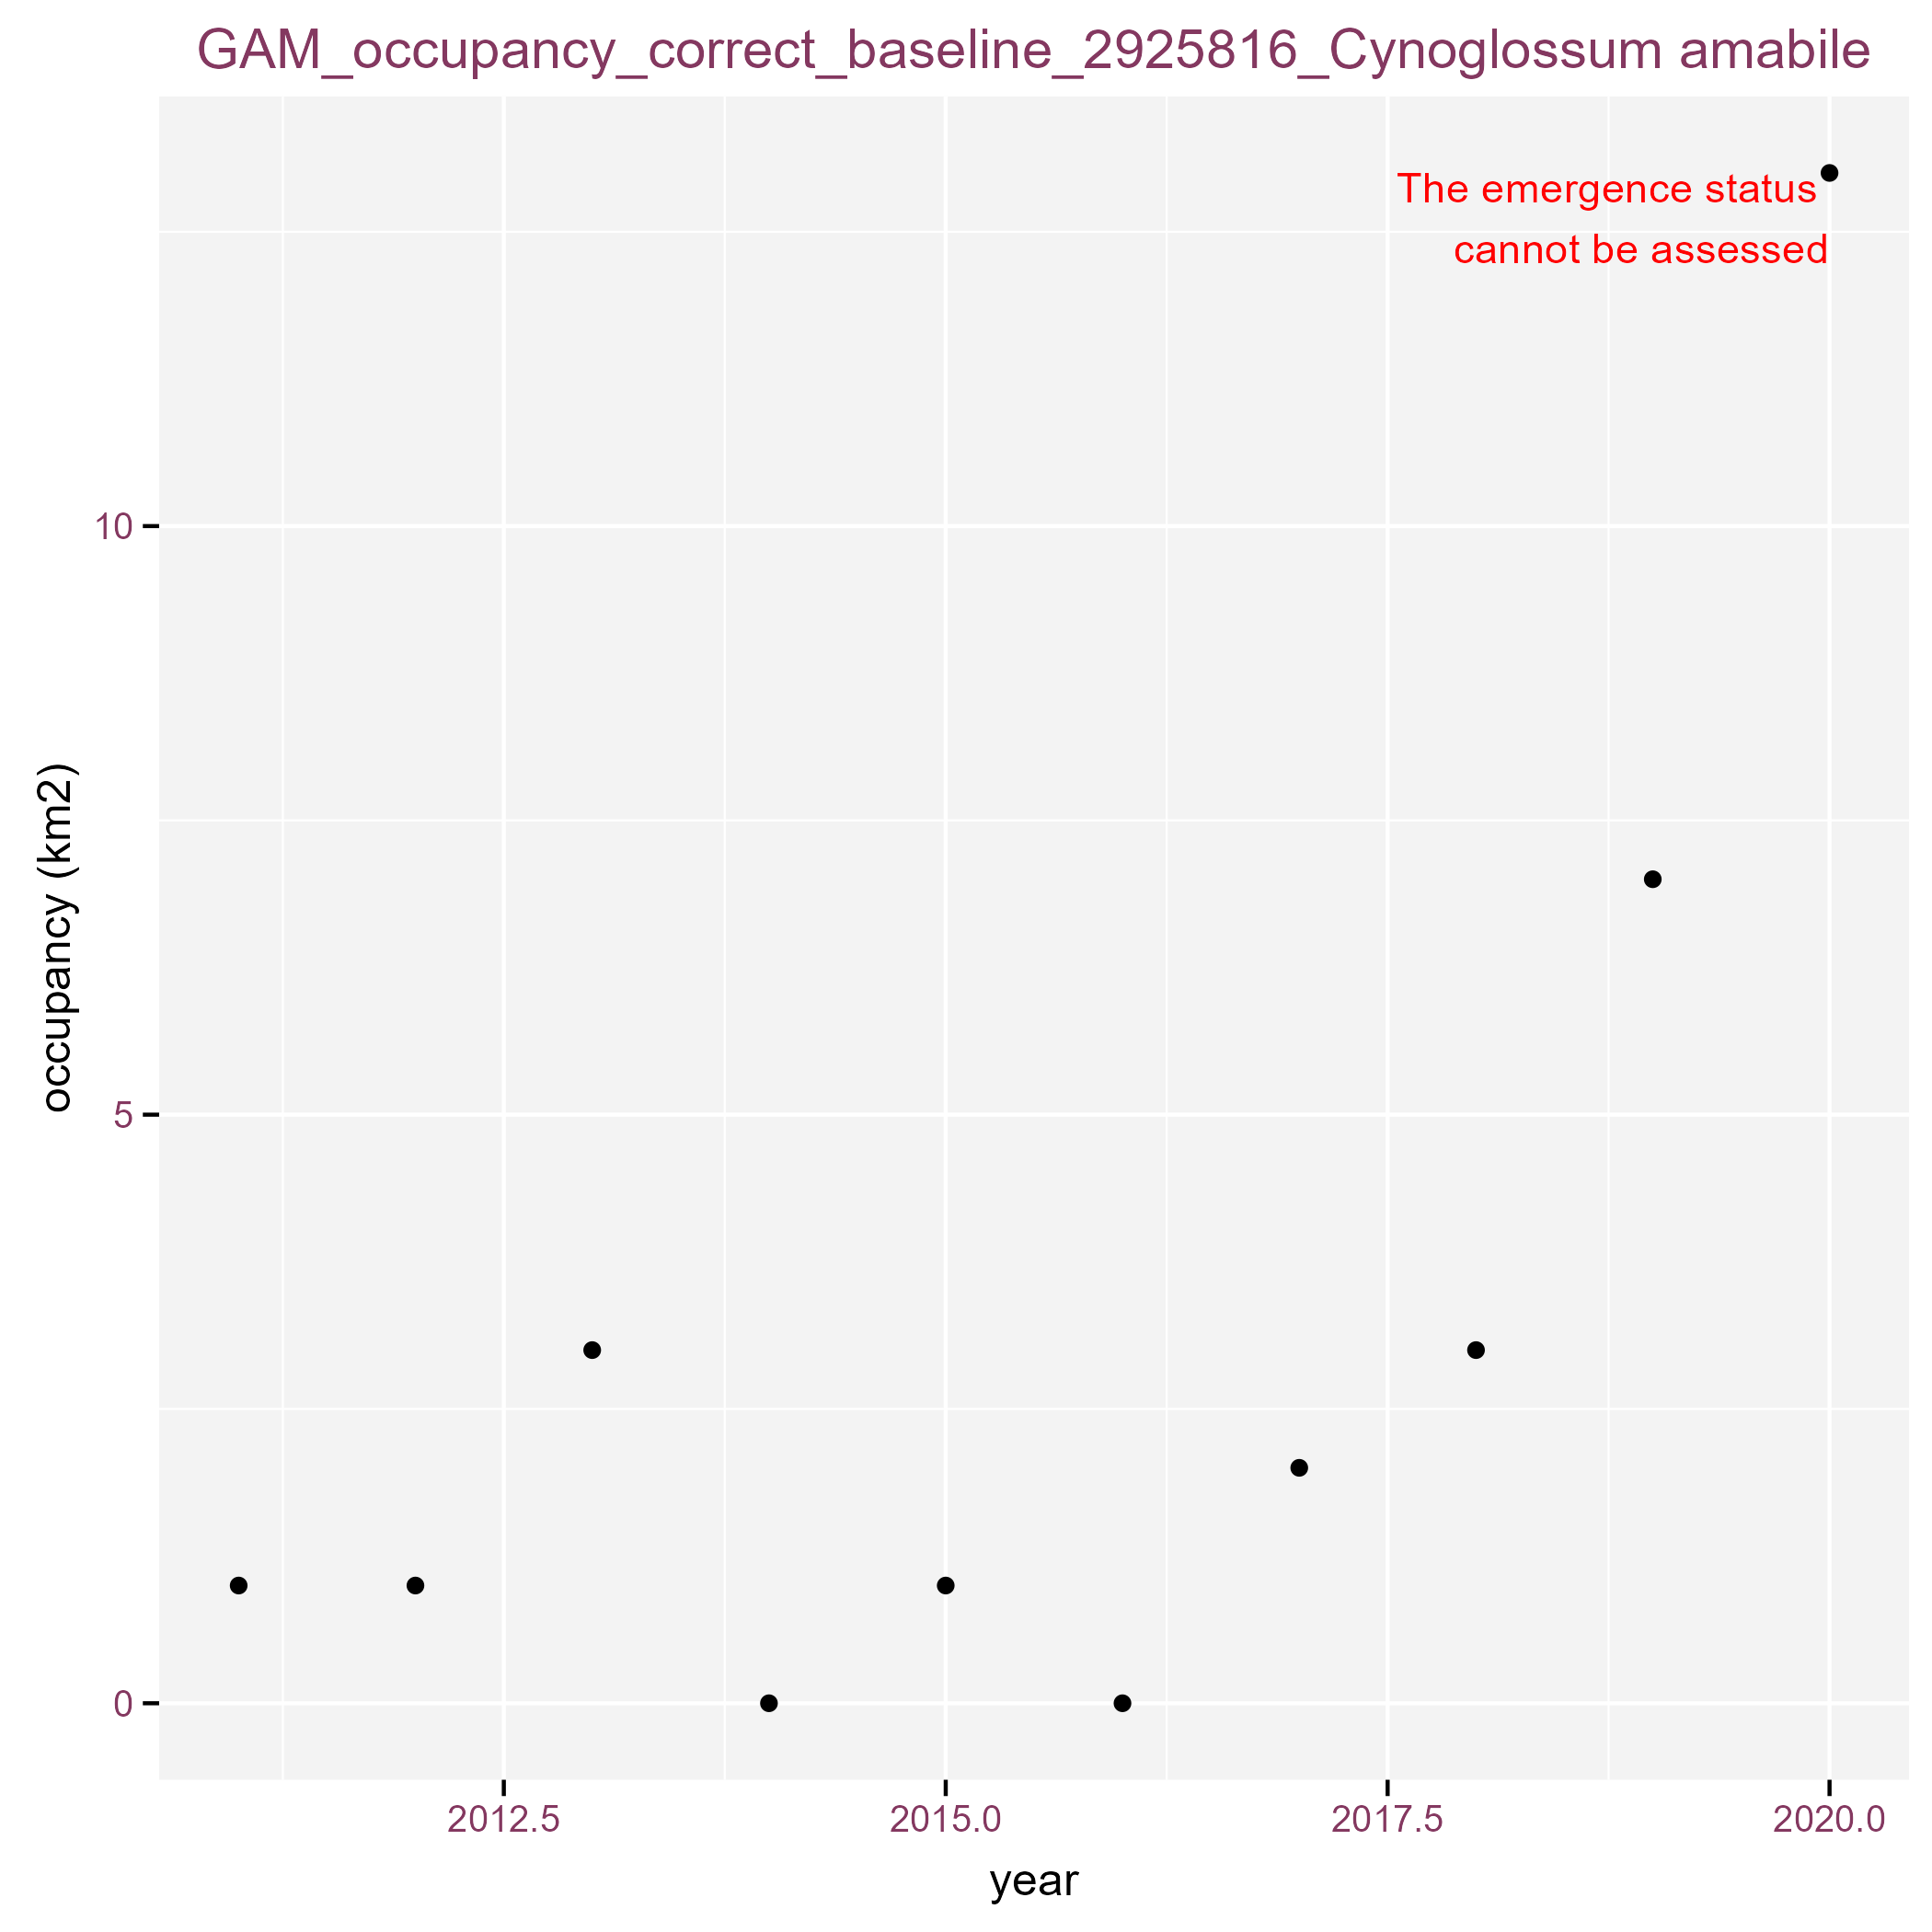 GAM_occupancy_correct_baseline_2925816_Cynoglossum amabile
The emergence status
cannot be assessed
10
5
0
occupancy (km2)
2012.5 2015.0 2017.5 2020.0
year